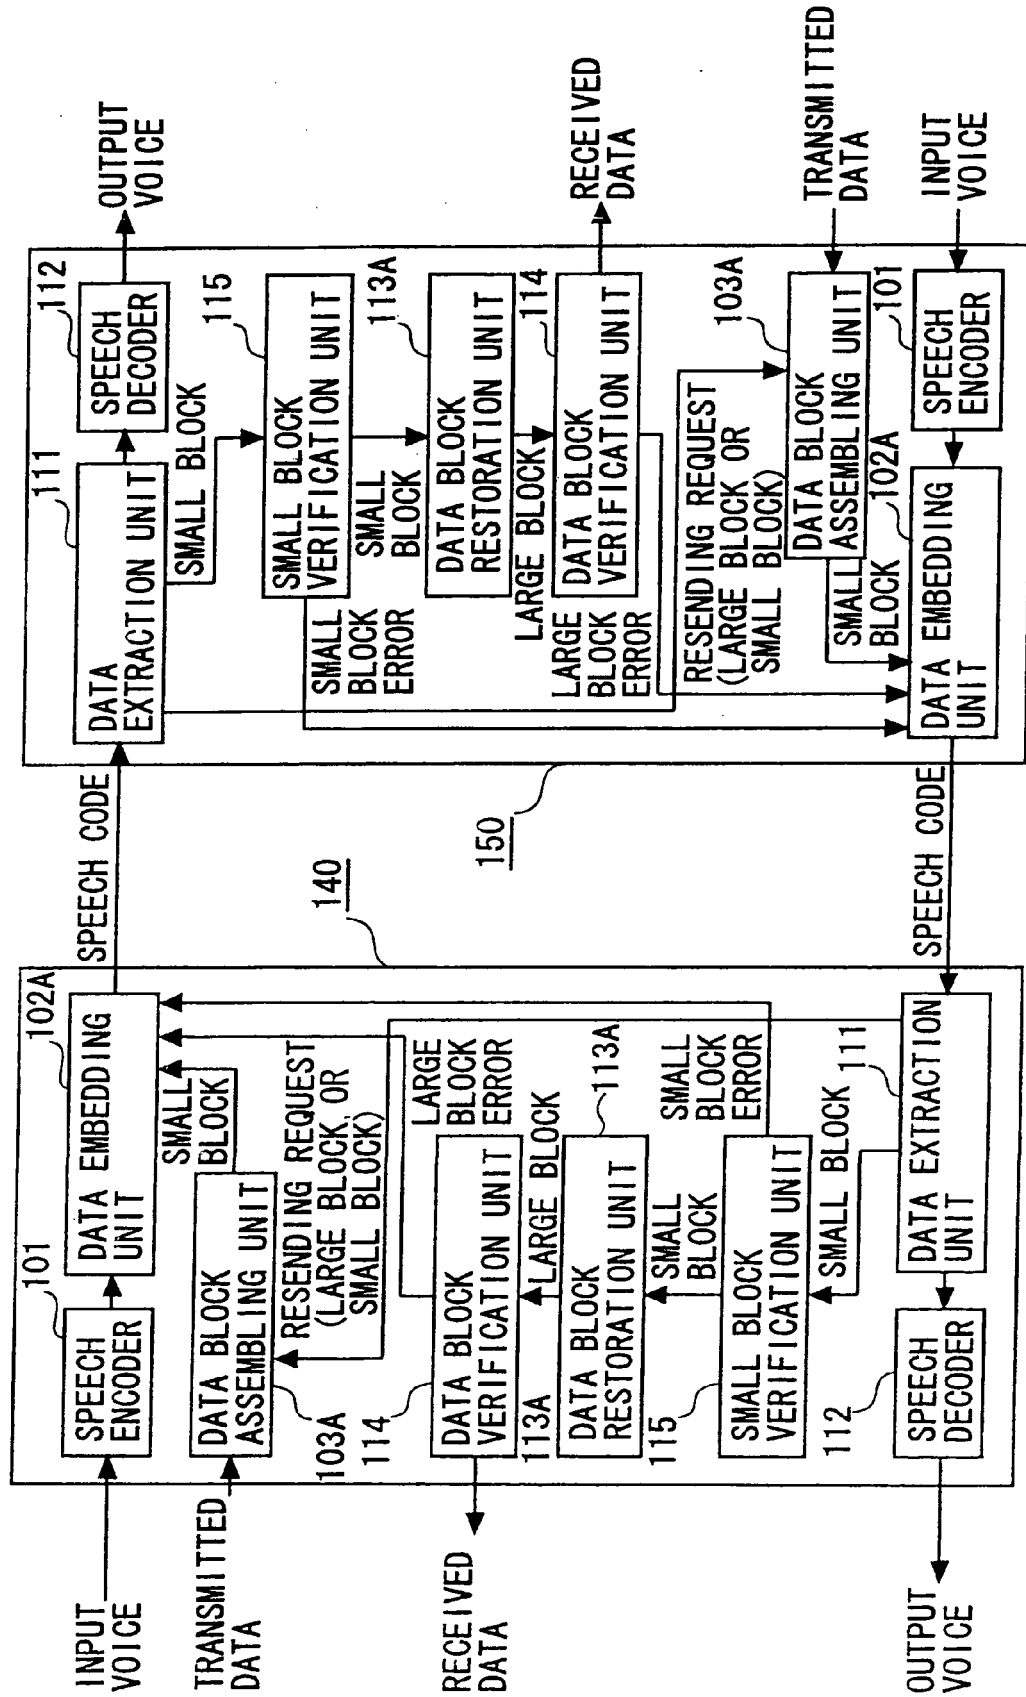 INPUT
VOICE
101
SPEECH
ENCODER
102A
DATA EMBEDDING
UNIT
SPEECH CODE
TRANSMITTED
DATA
DATA BLOCK
ASSEMBLING UNIT
103A
SMALL
BLOCK
RESENDING REQUEST
(LARGE BLOCK OR
SMALL BLOCK)
140
RECEIVED
DATA
114
DATA BLOCK
VERIFICATION UNIT
LARGE
BLOCK
ERROR
113A
LARGE BLOCK
DATA BLOCK
RESTORATION UNIT
113A
SMALL
BLOCK
115
SMALL BLOCK
VERIFICATION UNIT
SMALL
BLOCK
ERROR
SMALL BLOCK
111
DATA EXTRACTION
UNIT
112
SPEECH
DECODER
OUTPUT
VOICE
SPEECH CODE
150
111
DATA
EXTRACTION UNIT
112
SPEECH
DECODER
OUTPUT
VOICE
SMALL BLOCK
115
SMALL BLOCK
VERIFICATION UNIT
SMALL
BLOCK
ERROR
SMALL
BLOCK
113A
DATA BLOCK
RESTORATION UNIT
LARGE BLOCK
114
DATA BLOCK
VERIFICATION UNIT
RECEIVED
DATA
LARGE
BLOCK
ERROR
RESENDING REQUEST
(LARGE BLOCK OR
SMALL BLOCK)
103A
DATA BLOCK
ASSEMBLING UNIT
TRANSMITTED
DATA
SMALL
BLOCK
102A
DATA EMBEDDING
UNIT
101
SPEECH
ENCODER
INPUT
VOICE